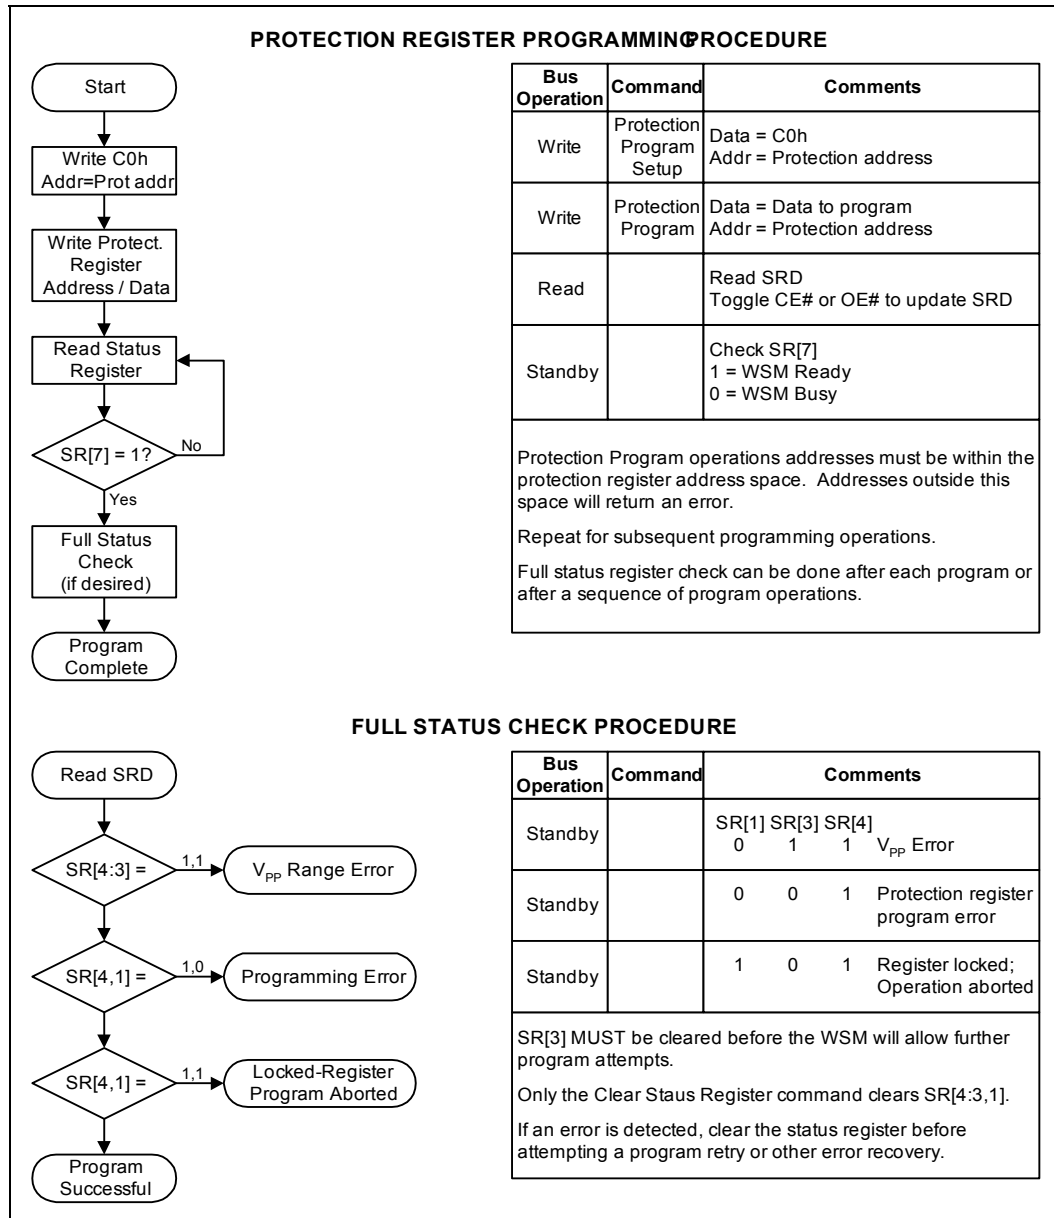 PROTECTION REGISTER PROGRAMMING PROCEDURE
Start
Write C0h
Addr=Prot addr
Write Protect.
Register
Address / Data
Read Status
Register
SR[7] = 1?
No
Yes
Full Status
Check
(if desired)
Program
Complete
Bus
Operation
Command
Comments
Write
Protection
Program
Setup
Data = C0h
Addr = Protection address
Write
Protection
Program
Data = Data to program
Addr = Protection address
Read
Read SRD
Toggle CE# or OE# to update SRD
Standby
Check SR[7]
1 = WSM Ready
0 = WSM Busy
Protection Program operations addresses must be within the
protection register address space. Addresses outside this
space will return an error.
Repeat for subsequent programming operations.
Full status register check can be done after each program or
after a sequence of program operations.
FULL STATUS CHECK PROCEDURE
Read SRD
SR[4:3] =
1,1
VPP Range Error
SR[4,1] =
1,0
Programming Error
SR[4,1] =
1,1
Locked-Register
Program Aborted
Program
Successful
Bus
Operation
Command
Comments
Standby
SR[1] SR[3] SR[4]
0 1 1 VPP Error
Standby
0 0 1 Protection register
program error
Standby
1 0 1 Register locked;
Operation aborted
SR[3] MUST be cleared before the WSM will allow further
program attempts.
Only the Clear Staus Register command clears SR[4:3,1].
If an error is detected, clear the status register before
attempting a program retry or other error recovery.